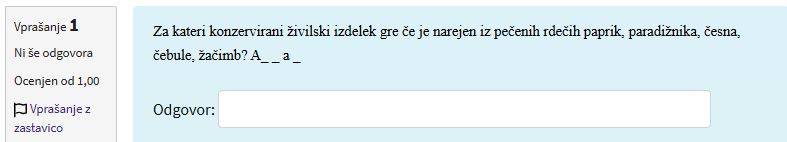 Vprašanje 1
Ni še odgovora
Ocenjen od 1,00
Vprašanje z
zastavico
Za kateri konzervirani živilski izdelek gre če je narejen iz pečenih rdečih paprik, paradižnika, česna,
čebule, žačimb? A_ _ a _
Odgovor: